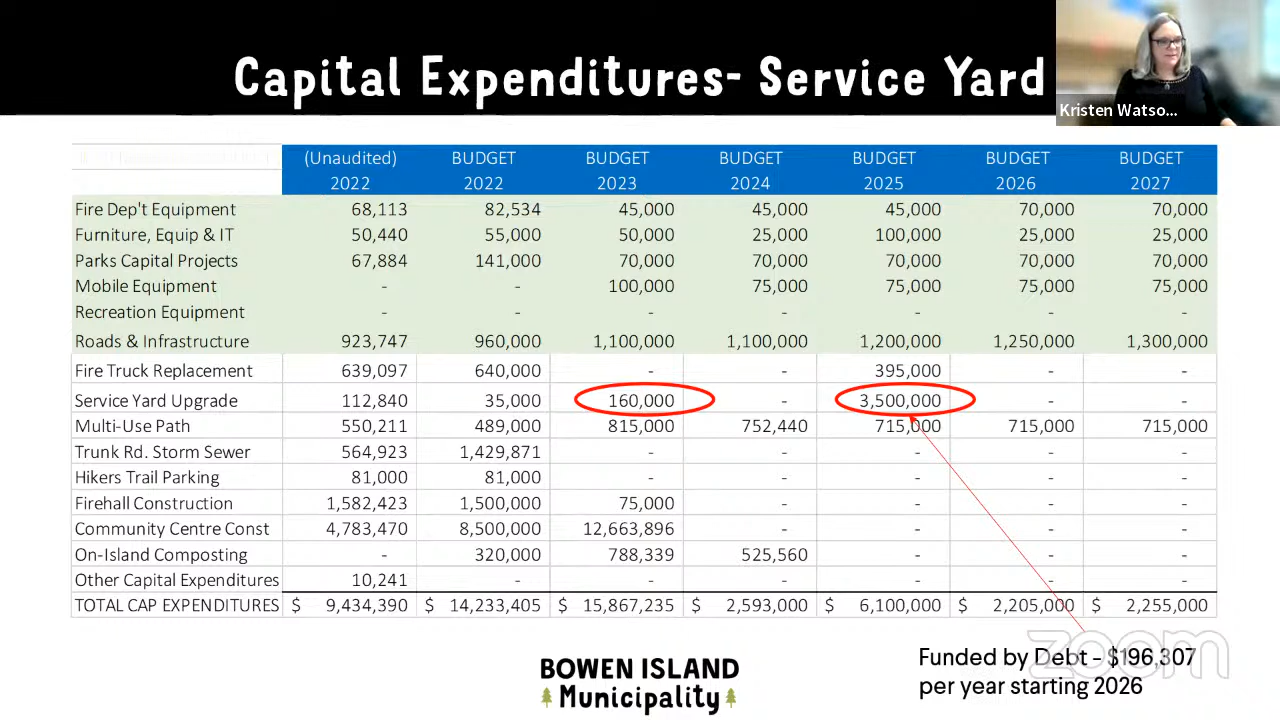 Capital Expenditures- Service Yard
Kristen Watso...
(Unaudited) BUDGET BUDGET BUDGET BUDGET BUDGET BUDGET
2022 2022 2023 2024 2025 2026 2027
Fire Dep't Equipment 68,113 82,534 45,000 45,000 45,000 70,000 70,000
Furniture, Equip & IT 50,440 55,000 50,000 25,000 100,000 25,000 25,000
Parks Capital Projects 67,884 141,000 70,000 70,000 70,000 70,000 70,000
Mobile Equipment - - 100,000 75,000 75,000 75,000 75,000
Recreation Equipment - - - - - - -
Roads & Infrastructure 923,747 960,000 1,100,000 1,100,000 1,200,000 1,250,000 1,300,000
Fire Truck Replacement 639,097 640,000 - - 395,000 - -
Service Yard Upgrade 112,840 35,000 160,000 - 3,500,000 - -
Multi-Use Path 550,211 489,000 815,000 752,440 715,000 715,000 715,000
Trunk Rd. Storm Sewer 564,923 1,429,871 - - - - -
Hikers Trail Parking 81,000 81,000 - - - - -
Firehall Construction 1,582,423 1,500,000 75,000 - - - -
Community Centre Const 4,783,470 8,500,000 12,663,896 - - - -
On-Island Composting - 320,000 788,339 525,560 - - -
Other Capital Expenditures 10,241 - - - - - -
TOTAL CAP EXPENDITURES $ 9,434,390 $ 14,233,405 $ 15,867,235 $ 2,593,000 $ 6,100,000 $ 2,205,000 $ 2,255,000
zoom
Funded by Debt - $196,307
per year starting 2026
BOWEN ISLAND
Municipality